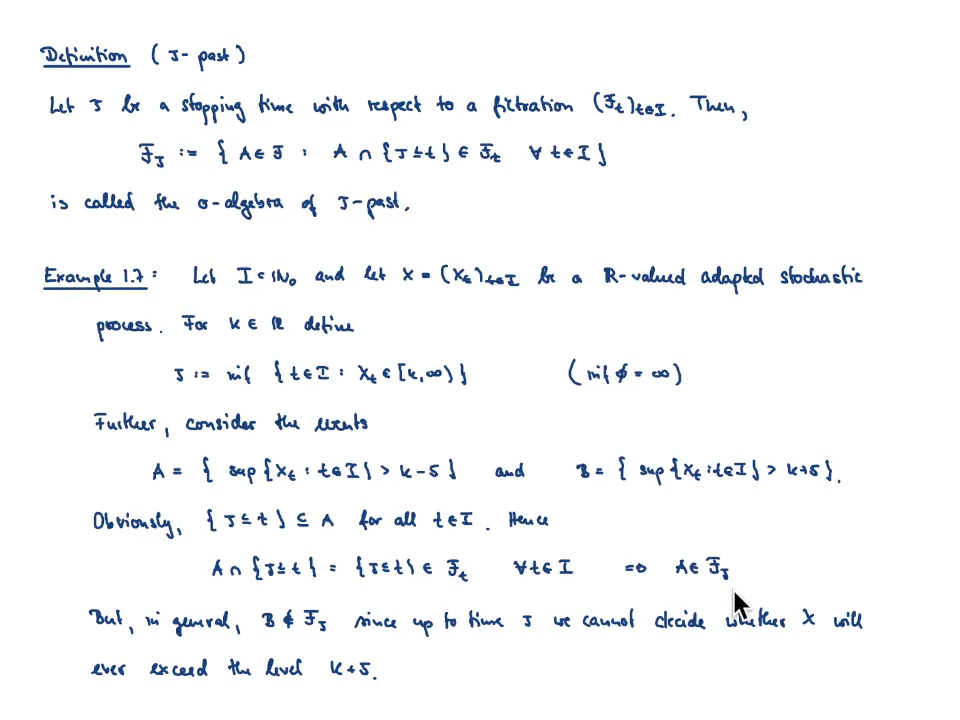 Definition (τ-past)
Let τ be a stopping time with respect to a filtration (ℱₜ)ₜ∈I. Then,
ℱ_τ := { A ∈ ℱ : A ∩ {τ ≤ t} ∈ ℱₜ ∀ t ∈ I }
is called the σ-algebra of τ-past.
Example 1.7: Let I = ℕ₀ and let X = (Xₜ)ₜ∈I be a ℝ-valued adapted stochastic
process. For K ∈ ℝ define
τ := inf { t ∈ I : Xₜ ∈ [K, ∞) } (inf ∅ = ∞)
Further, consider the events
A = { sup {Xₜ : t ∈ I} > K - 5 } and B = { sup {Xₜ : t ∈ I} > K + 5 }.
Obviously, {τ ≤ t} ⊆ A for all t ∈ I. Hence
A ∩ {τ ≤ t} = {τ ≤ t} ∈ ℱₜ ∀ t ∈ I ⇒ A ∈ ℱ_τ
But, in general, B ∉ ℱ_τ since up to time τ we cannot decide whether X will
ever exceed the level K + 5.